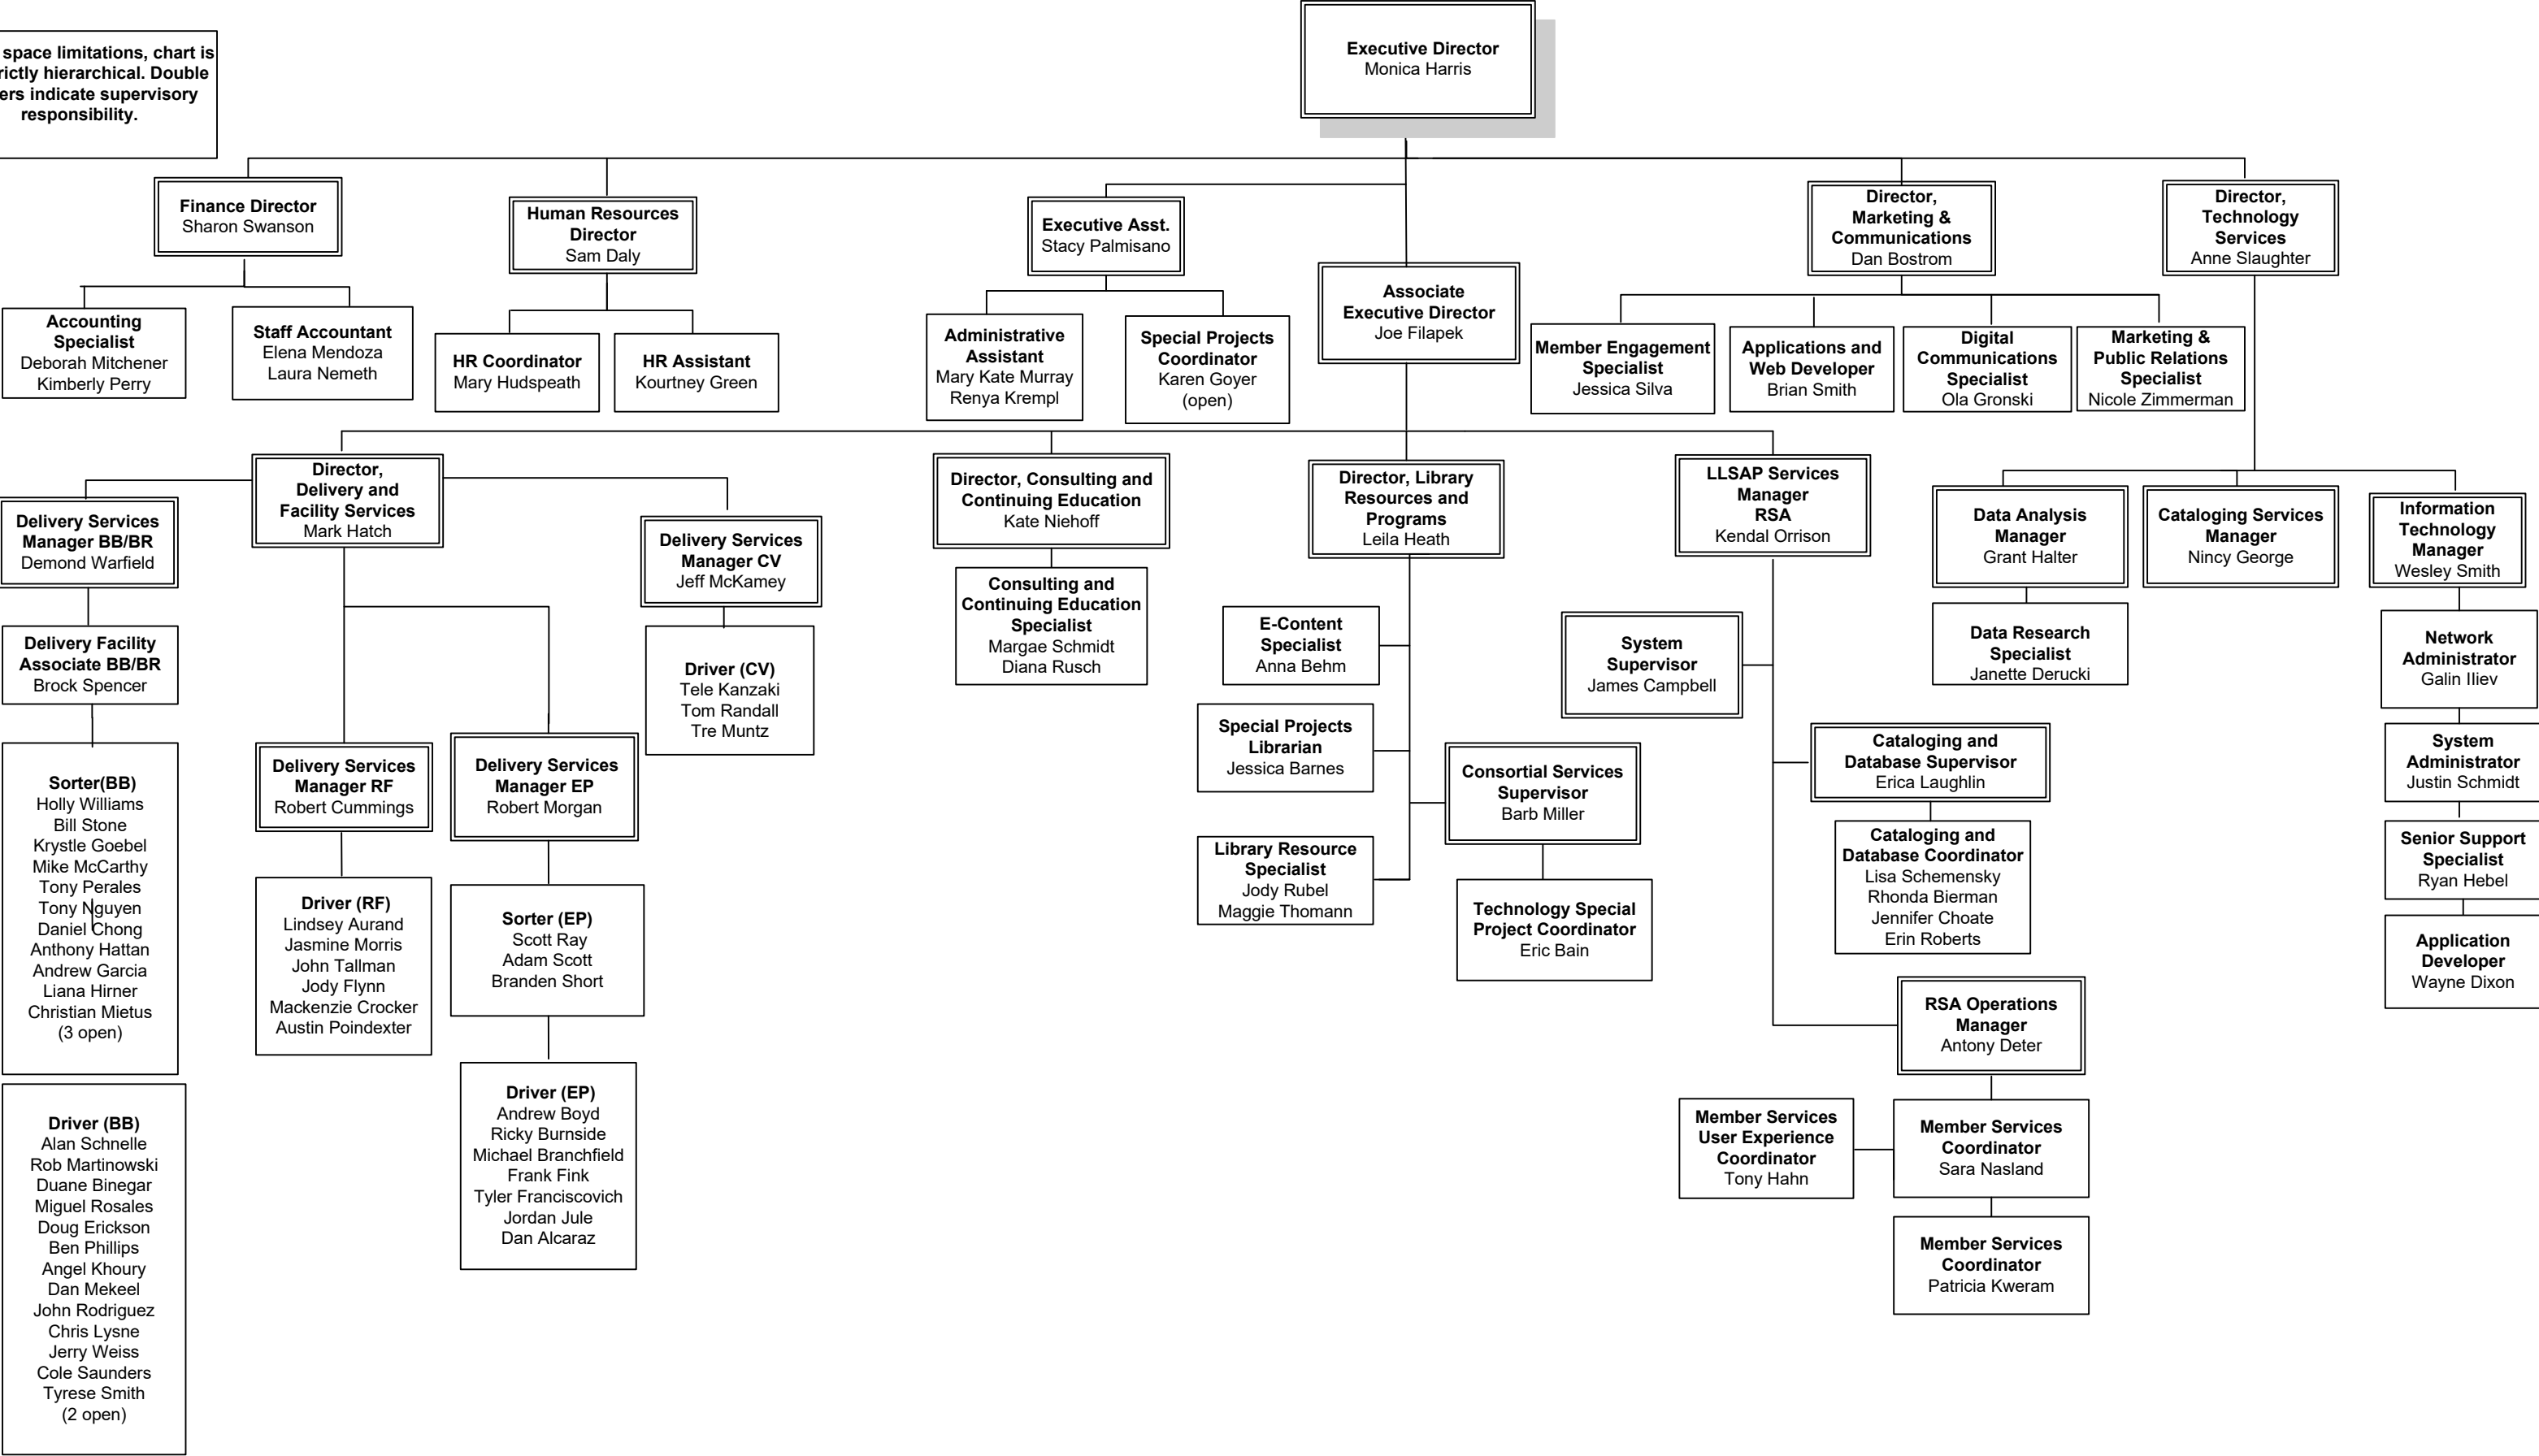 Executive Director
Monica Harris
space limitations, chart is
rictly hierarchical. Double
ers indicate supervisory
responsibility.
Finance Director
Sharon Swanson
Human Resources
Director
Sam Daly
Executive Asst.
Stacy Palmisano
Associate
Executive Director
Joe Filapek
Director,
Marketing &
Communications
Dan Bostrom
Director,
Technology
Services
Anne Slaughter
Accounting
Specialist
Deborah Mitchener
Kimberly Perry
Staff Accountant
Elena Mendoza
Laura Nemeth
HR Coordinator
Mary Hudspeath
HR Assistant
Kourtney Green
Administrative
Assistant
Mary Kate Murray
Renya Krempl
Special Projects
Coordinator
Karen Goyer
(open)
Member Engagement
Specialist
Jessica Silva
Applications and
Web Developer
Brian Smith
Digital
Communications
Specialist
Ola Gronski
Marketing &
Public Relations
Specialist
Nicole Zimmerman
Delivery Services
Manager BB/BR
Demond Warfield
Director,
Delivery and
Facility Services
Mark Hatch
Delivery Services
Manager CV
Jeff McKamey
Director, Consulting and
Continuing Education
Kate Niehoff
Director, Library
Resources and
Programs
Leila Heath
LLSAP Services
Manager
RSA
Kendal Orrison
Data Analysis
Manager
Grant Halter
Cataloging Services
Manager
Nincy George
Information
Technology
Manager
Wesley Smith
Delivery Facility
Associate BB/BR
Brock Spencer
Driver (CV)
Tele Kanzaki
Tom Randall
Tre Muntz
Consulting and
Continuing Education
Specialist
Margae Schmidt
Diana Rusch
E-Content
Specialist
Anna Behm
System
Supervisor
James Campbell
Data Research
Specialist
Janette Derucki
Network
Administrator
Galin Iliev
Sorter(BB)
Holly Williams
Bill Stone
Krystle Goebel
Mike McCarthy
Tony Perales
Tony Nguyen
Daniel Chong
Anthony Hattan
Andrew Garcia
Liana Hirner
Christian Mietus
(3 open)
Delivery Services
Manager RF
Robert Cummings
Delivery Services
Manager EP
Robert Morgan
Special Projects
Librarian
Jessica Barnes
Consortial Services
Supervisor
Barb Miller
Cataloging and
Database Supervisor
Erica Laughlin
System
Administrator
Justin Schmidt
Driver (RF)
Lindsey Aurand
Jasmine Morris
John Tallman
Jody Flynn
Mackenzie Crocker
Austin Poindexter
Sorter (EP)
Scott Ray
Adam Scott
Branden Short
Library Resource
Specialist
Jody Rubel
Maggie Thomann
Technology Special
Project Coordinator
Eric Bain
Cataloging and
Database Coordinator
Lisa Schemensky
Rhonda Bierman
Jennifer Choate
Erin Roberts
Senior Support
Specialist
Ryan Hebel
Application
Developer
Wayne Dixon
RSA Operations
Manager
Antony Deter
Driver (BB)
Alan Schnelle
Rob Martinowski
Duane Binegar
Miguel Rosales
Doug Erickson
Ben Phillips
Angel Khoury
Dan Mekeel
John Rodriguez
Chris Lysne
Jerry Weiss
Cole Saunders
Tyrese Smith
(2 open)
Driver (EP)
Andrew Boyd
Ricky Burnside
Michael Branchfield
Frank Fink
Tyler Franciscovich
Jordan Jule
Dan Alcaraz
Member Services
User Experience
Coordinator
Tony Hahn
Member Services
Coordinator
Sara Nasland
Member Services
Coordinator
Patricia Kweram